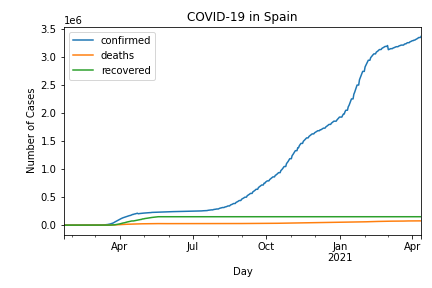 COVID-19 in Spain
1e6
confirmed
deaths
recovered
3.5
3.0
2.5
2.0
1.5
1.0
0.5
0.0
Number of Cases
Apr
Jul
Oct
Jan
2021
Apr
Day